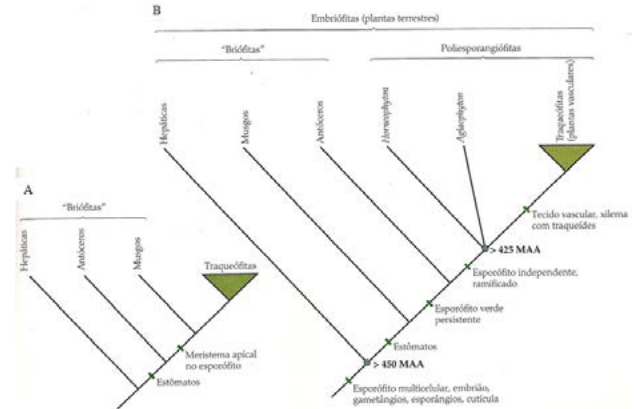 B
Embriófitas (plantas terrestres)
"Briófitas"
Poliesporangiófitas
Hepáticas
Musgos
Antóceros
Horneophyton
Aglaophyton
Traqueófitas
(plantas vasculares)
Tecido vascular, xilema
com traqueídes
> 425 MAA
Esporófito independente,
ramificado
Esporófito verde
persistente
Estômatos
> 450 MAA
Esporófito multicelular, embrião,
gametângios, esporângios, cutícula
A
"Briófitas"
Hepáticas
Antóceros
Musgos
Traqueófitas
Meristema apical
no esporófito
Estômatos